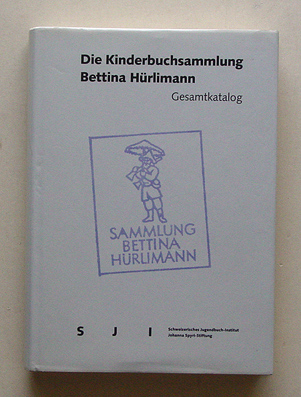 Die Kinderbuchsammlung
Bettina Hürlimann
Gesamtkatalog
SAMMLUNG
BETTINA
HÜRLIMANN
S J I
Schweizerisches Jugendbuch-Institut
Johanna Spyri-Stiftung